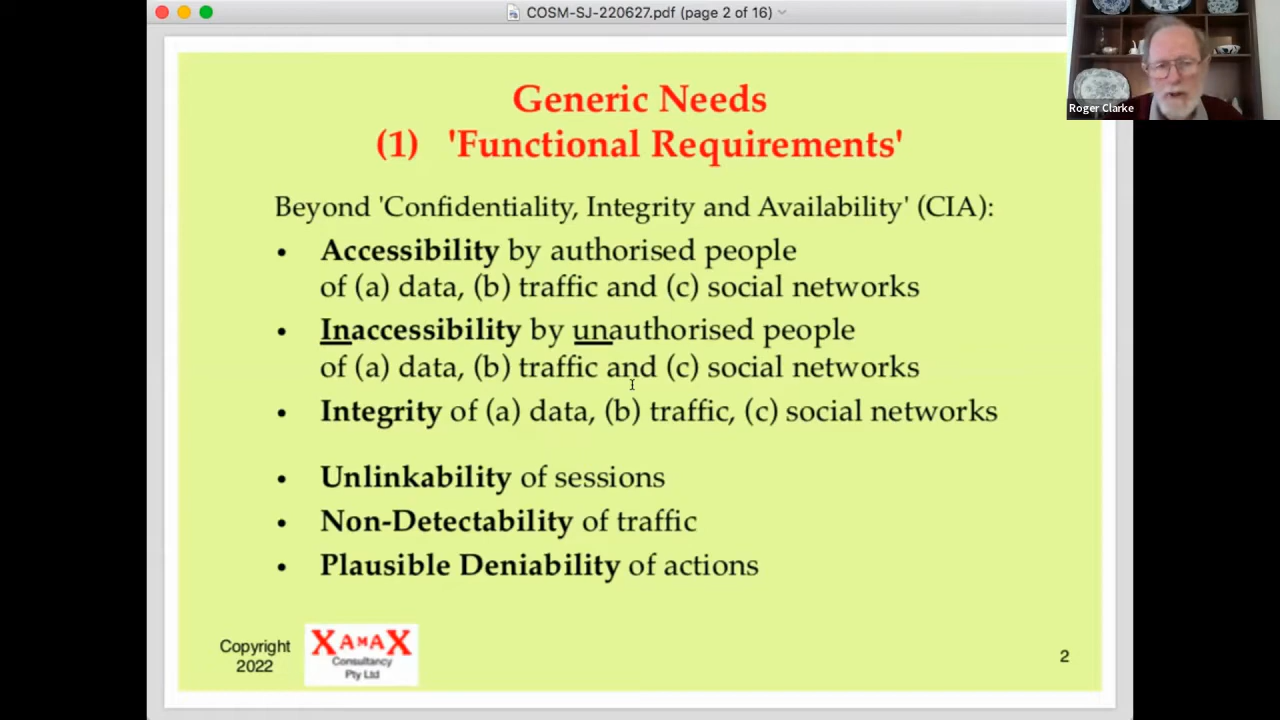 COSM-SJ-220627.pdf (page 2 of 16)
Roger Clarke
Generic Needs
(1) 'Functional Requirements'
Beyond 'Confidentiality, Integrity and Availability' (CIA):
• Accessibility by authorised people
of (a) data, (b) traffic and (c) social networks
• Inaccessibility by unauthorised people
of (a) data, (b) traffic and (c) social networks
• Integrity of (a) data, (b) traffic, (c) social networks
• Unlinkability of sessions
• Non-Detectability of traffic
• Plausible Deniability of actions
Copyright
2022
XAMAX
Consultancy
Pty Ltd
2